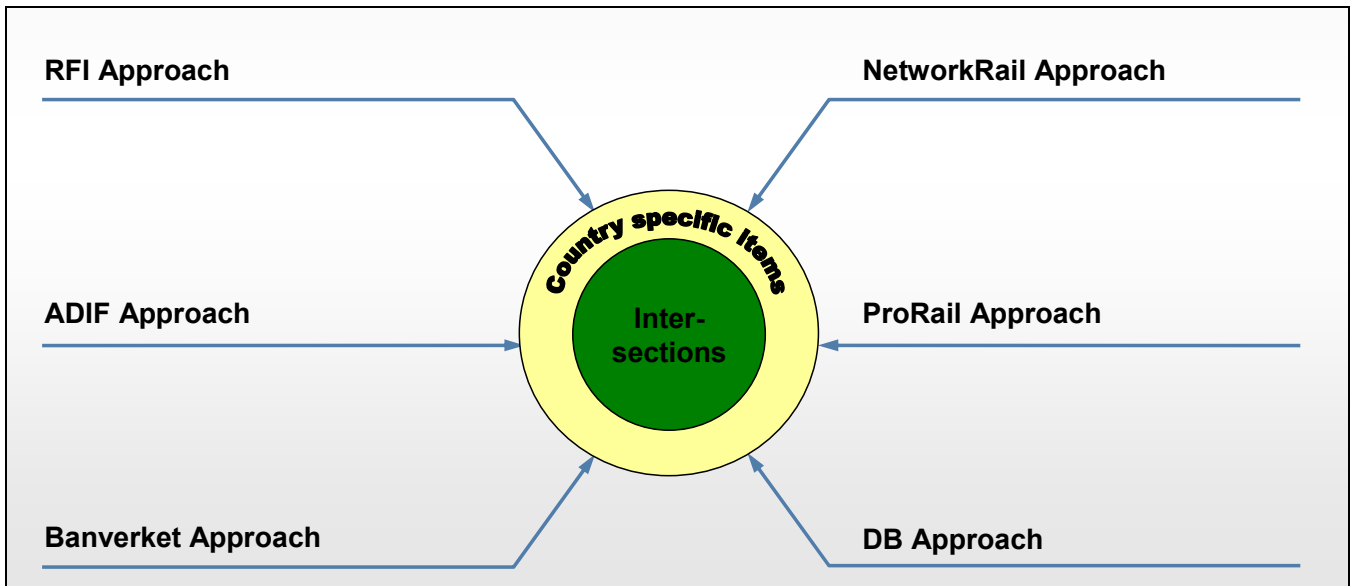 RFI Approach
NetworkRail Approach
Country specific items
ADIF Approach
Inter-
sections
ProRail Approach
Banverket Approach
DB Approach